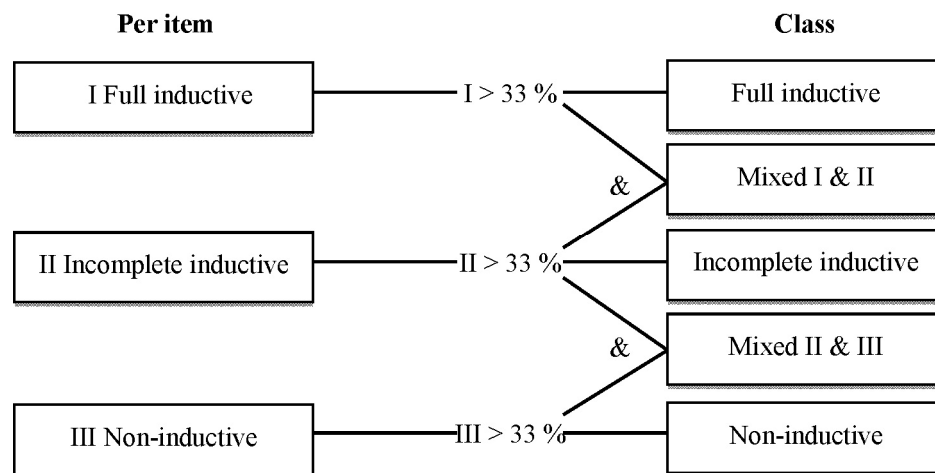 Per item
Class
I Full inductive
I > 33 %
Full inductive
&
Mixed I & II
II Incomplete inductive
II > 33 %
Incomplete inductive
&
Mixed II & III
III Non-inductive
III > 33 %
Non-inductive